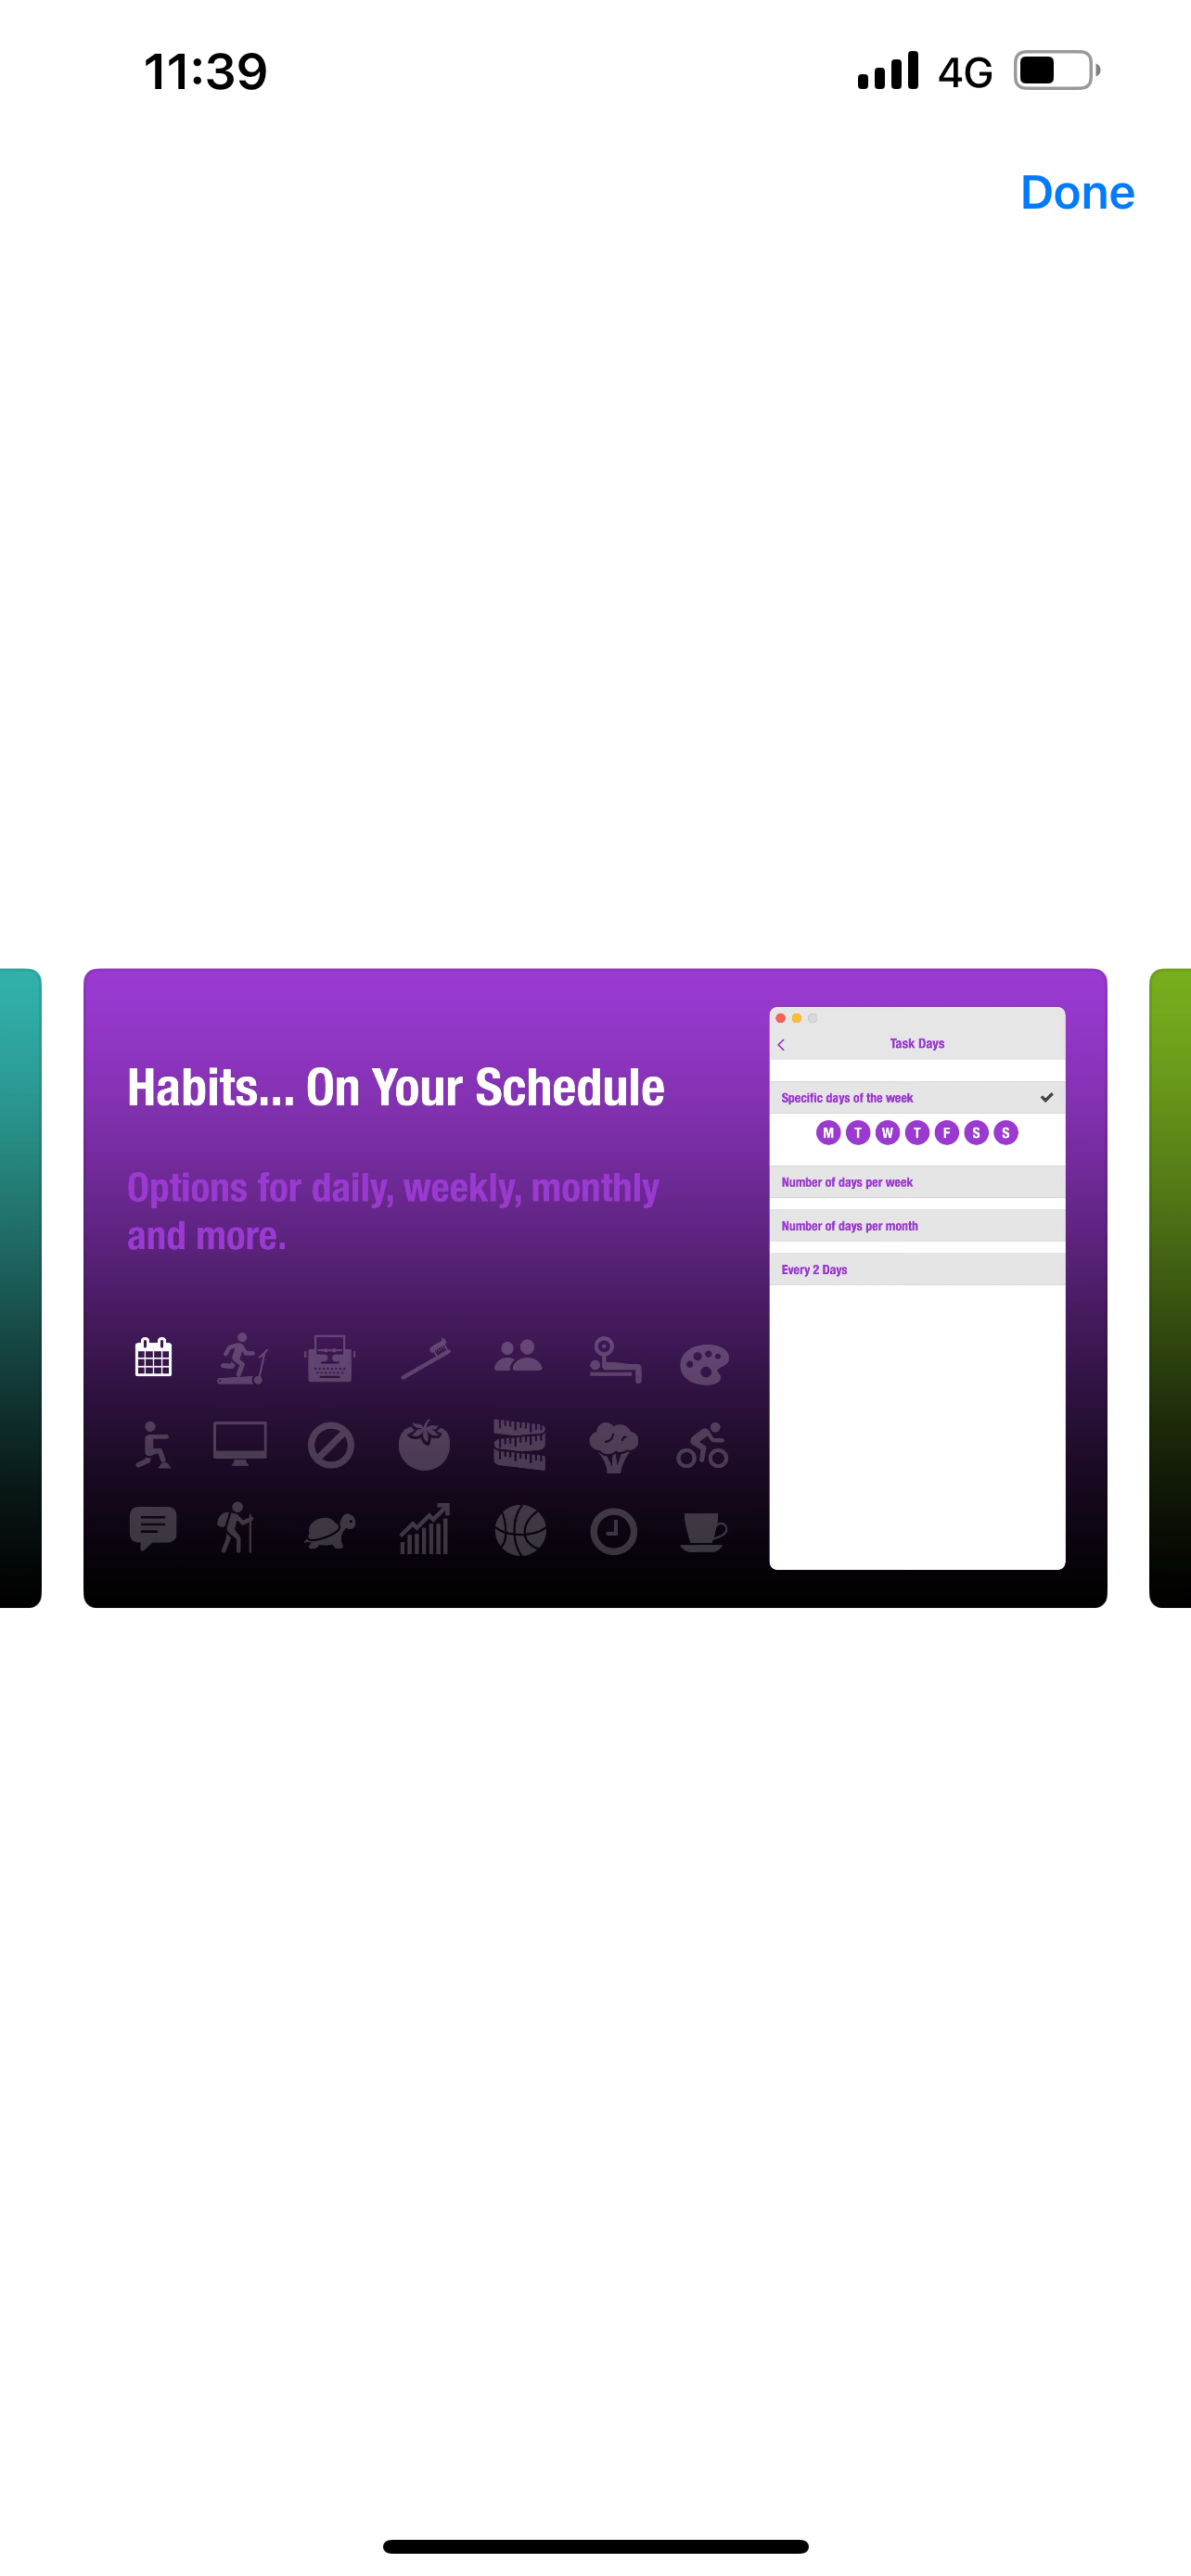 11:39
4G
Done
Habits... On Your Schedule
Options for daily, weekly, monthly
and more.
Task Days
Specific days of the week
M T W T F S S
Number of days per week
Number of days per month
Every 2 Days